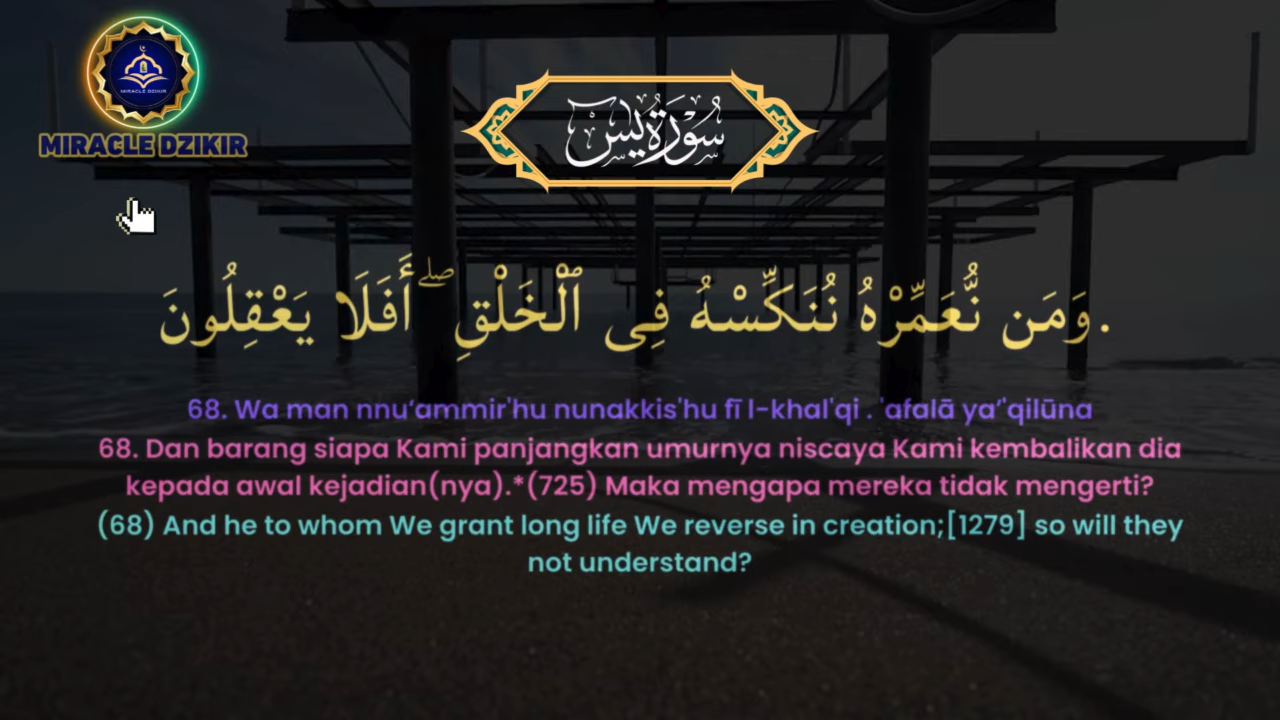 MIRACLE DZIKIR
MIRACLE DZIKIR
سُوْرَةُ يٰسٓ
وَمَن نُّعَمِّرْهُ نُنَكِّسْهُ فِى ٱلْخَلْقِ ۖ أَفَلَا يَعْقِلُونَ.
68. Wa man nnu‘ammir'hu nunakkis'hu fī l-khal'qi . 'afalā ya‘'qilūna
68. Dan barang siapa Kami panjangkan umurnya niscaya Kami kembalikan dia
kepada awal kejadian(nya).*(725) Maka mengapa mereka tidak mengerti?
(68) And he to whom We grant long life We reverse in creation;[1279] so will they
not understand?